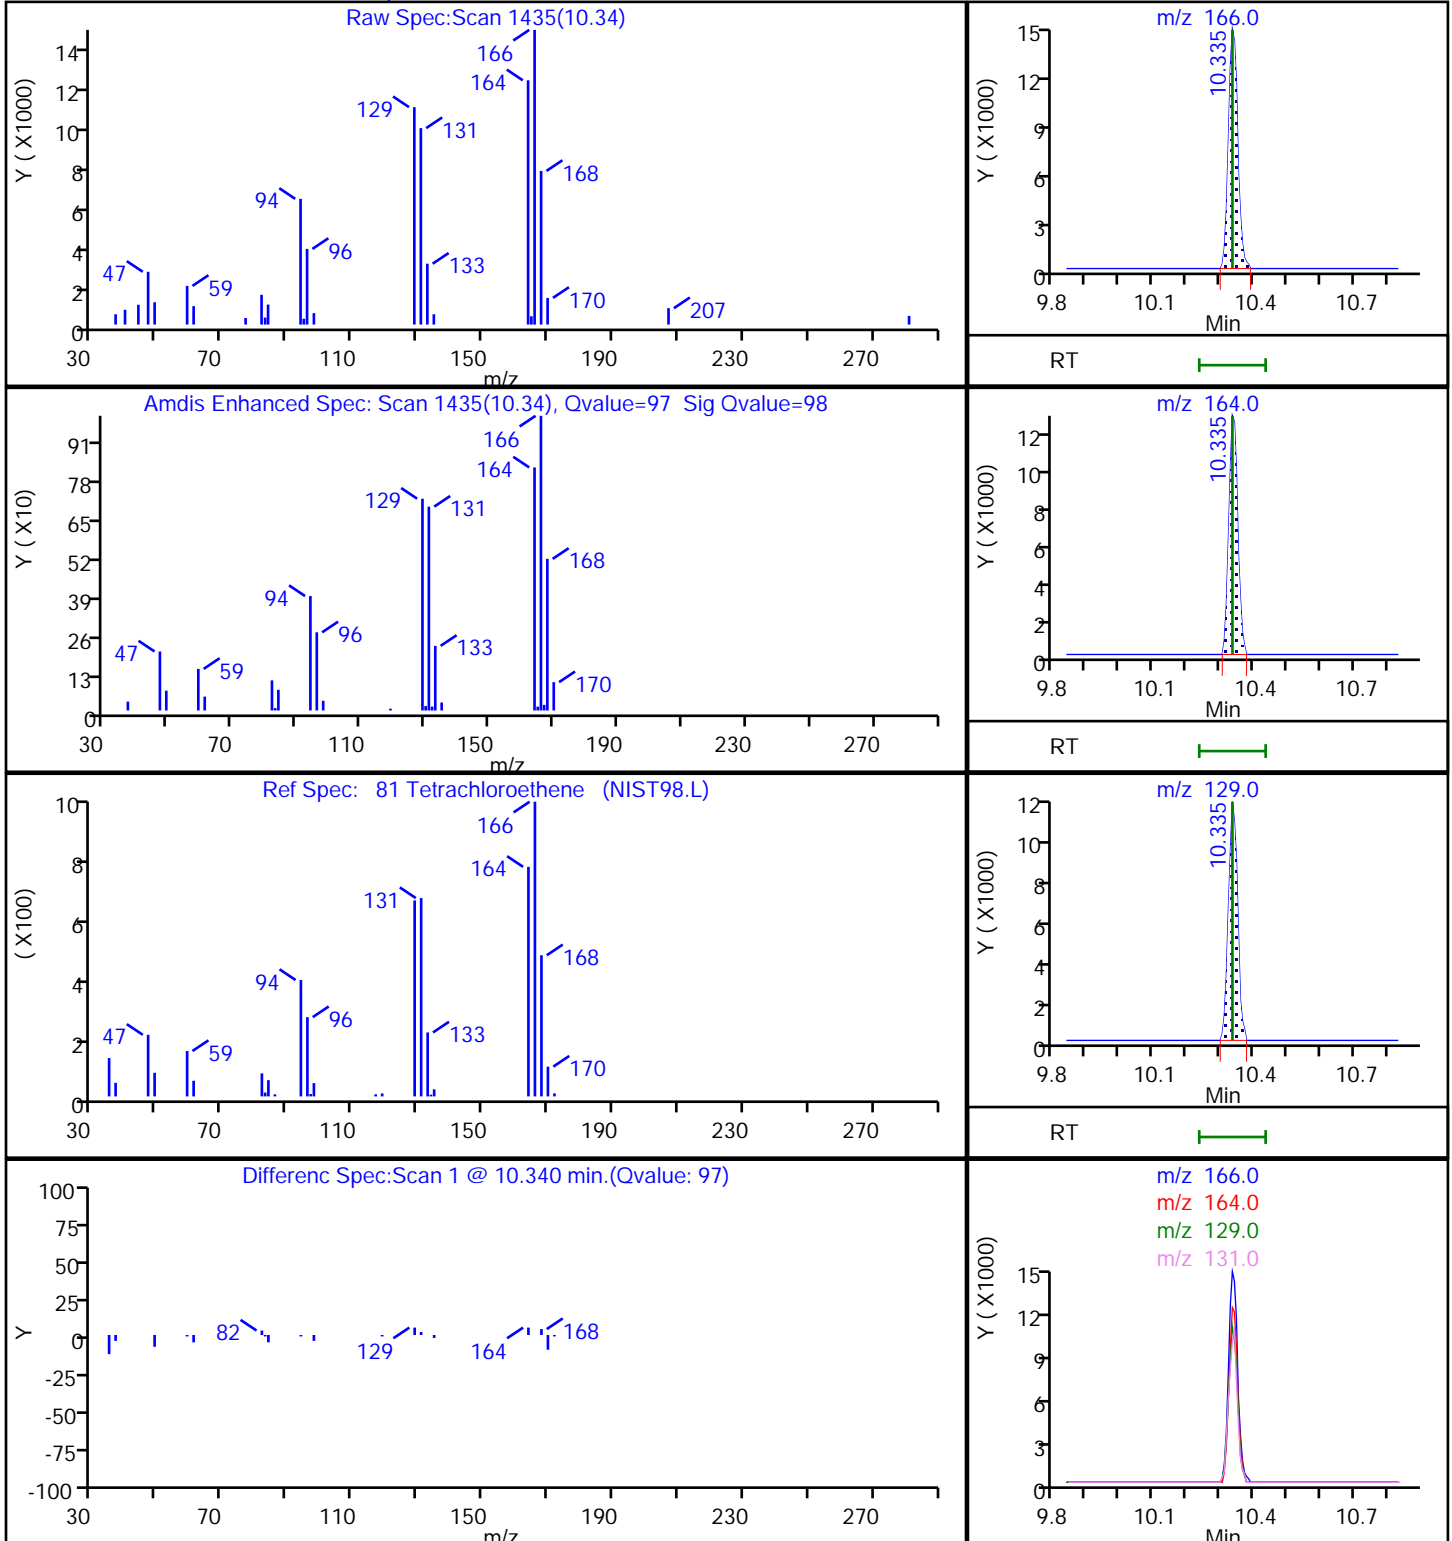 Raw Spec:Scan 1435(10.34)
Y ( X1000)
14
12
10
8
6
4
2
0
47
59
94
96
129
131
133
164
166
168
170
207
30 70 110 150 190 230 270
m/z
m/z 166.0
Y ( X1000)
15
12
9
6
3
0
10.335
9.8 10.1 10.4 10.7
Min
RT
Amdis Enhanced Spec: Scan 1435(10.34), Qvalue=97 Sig Qvalue=98
Y ( X10)
91
78
65
52
39
26
13
0
47
59
94
96
129
131
133
164
166
168
170
30 70 110 150 190 230 270
m/z
m/z 164.0
Y ( X1000)
12
10
8
6
4
2
0
10.335
9.8 10.1 10.4 10.7
Min
RT
Ref Spec: 81 Tetrachloroethene (NIST98.L)
( X100)
10
8
6
4
2
0
47
59
94
96
131
133
164
166
168
170
30 70 110 150 190 230 270
m/z 129.0
Y ( X1000)
12
10
8
6
4
2
0
10.335
9.8 10.1 10.4 10.7
Min
RT
Differenc Spec:Scan 1 @ 10.340 min.(Qvalue: 97)
Y
100
75
50
25
0
-25
-50
-75
-100
82
129
164
168
30 70 110 150 190 230 270
m/z
m/z 166.0
m/z 164.0
m/z 129.0
m/z 131.0
Y ( X1000)
15
12
9
6
3
0
9.8 10.1 10.4 10.7
Min